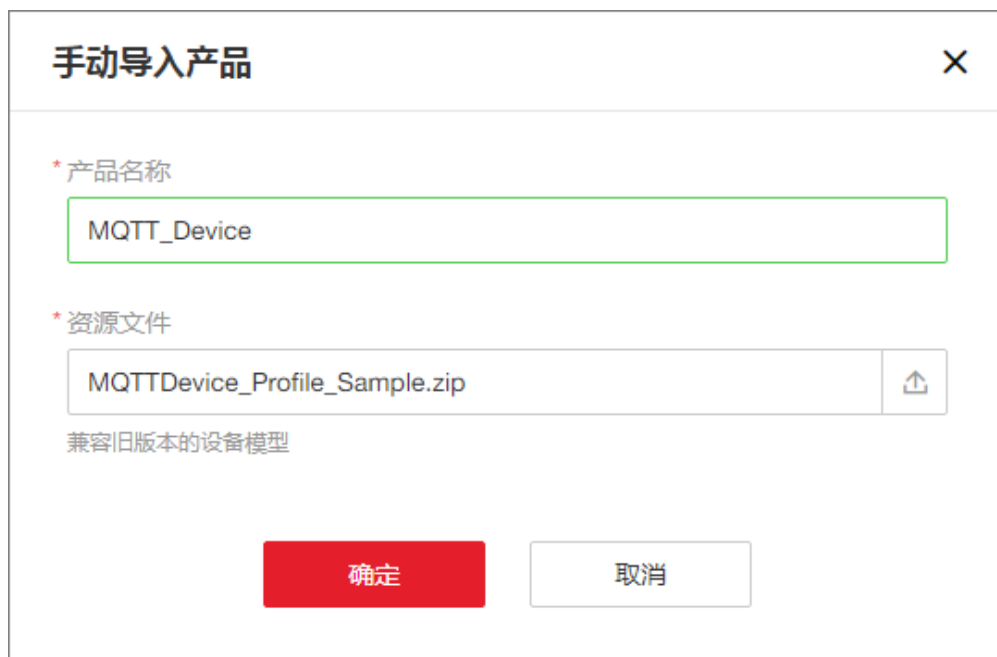 手动导入产品
* 产品名称
MQTT_Device
* 资源文件
MQTTDevice_Profile_Sample.zip
兼容旧版本的设备模型
确定 取消